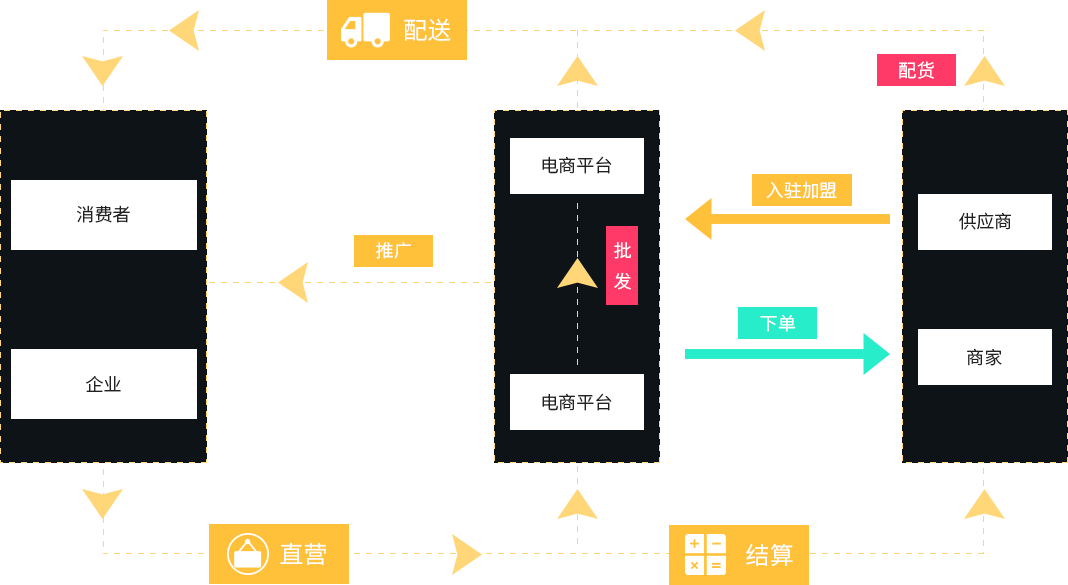 配送
配货
电商平台
消费者
入驻加盟
供应商
推广
批
发
下单
企业
商家
电商平台
直营
结算